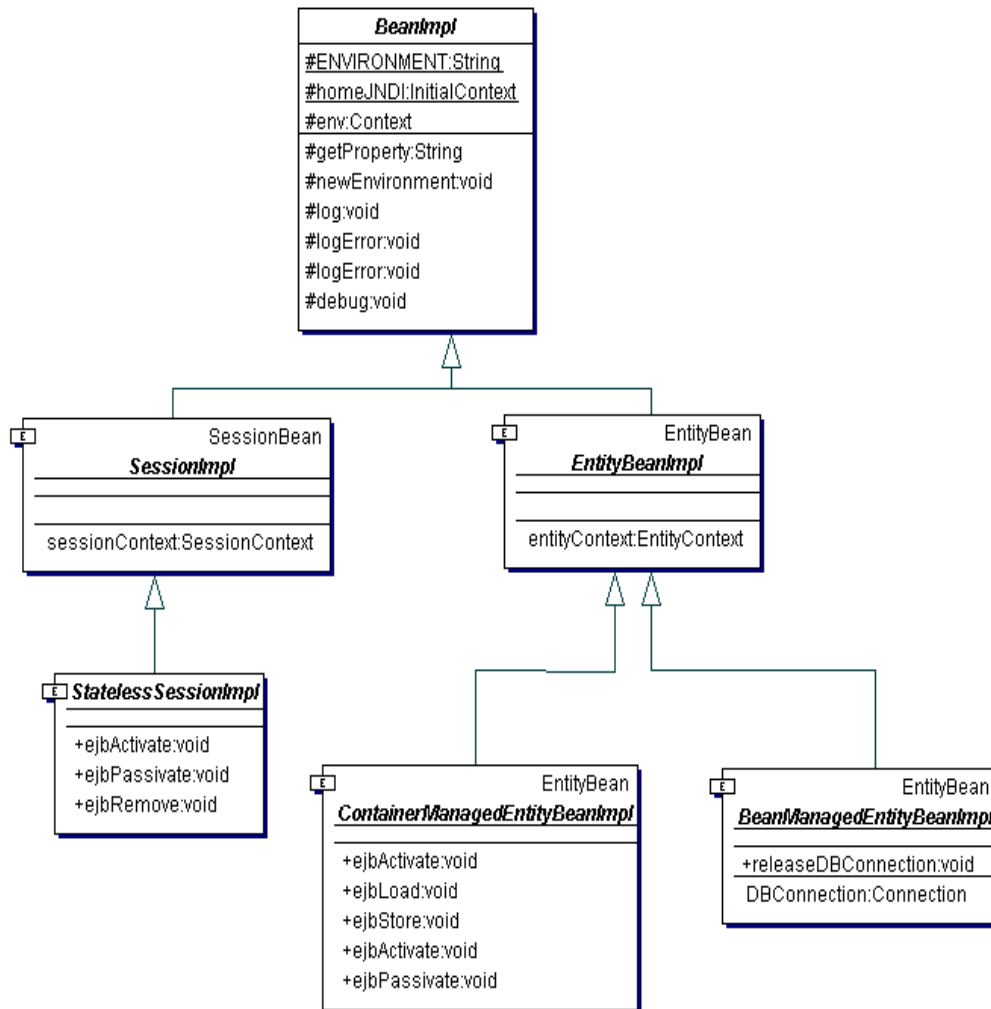 BeanImpl
#ENVIRONMENT:String
#homeJNDI:InitialContext
#env:Context
#getProperty:String
#newEnvironment:void
#log:void
#logError:void
#logError:void
#debug:void
E
SessionBean
SessionImpl
sessionContext:SessionContext
E
EntityBean
EntityBeanImpl
entityContext:EntityContext
E
StatelessSessionImpl
+ejbActivate:void
+ejbPassivate:void
+ejbRemove:void
E
EntityBean
ContainerManagedEntityBeanImpl
+ejbActivate:void
+ejbLoad:void
+ejbStore:void
+ejbActivate:void
+ejbPassivate:void
E
EntityBean
BeanManagedEntityBeanImpl
+releaseDBConnection:void
DBConnection:Connection